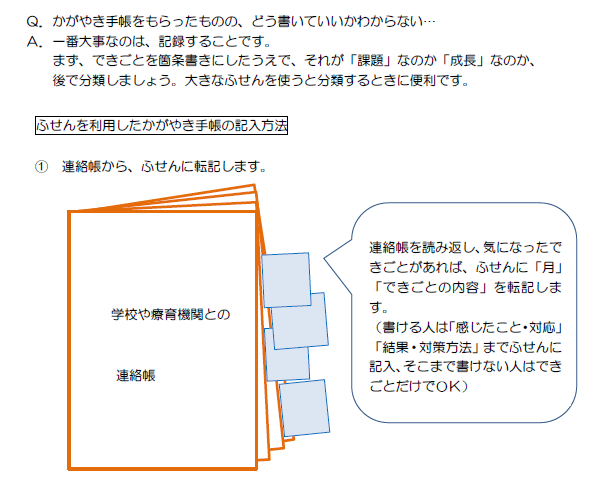 Q．かがやき手帳をもらったものの、どう書いていいかわからない…
A．一番大事なのは、記録することです。
まず、できごとを箇条書きにしたうえで、それが「課題」なのか「成長」なのか、
後で分類しましょう。大きなふせんを使うと分類するときに便利です。
ふせんを利用したかがやき手帳の記入方法
①　連絡帳から、ふせんに転記します。
学校や療育機関との
連絡帳
連絡帳を読み返し、気になったで
きごとがあれば、ふせんに「月」
「できごとの内容」を転記しま
す。
（書ける人は「感じたこと・対応」
「結果・対策方法」までふせんに
記入、そこまで書けない人はでき
ごとだけでOK）